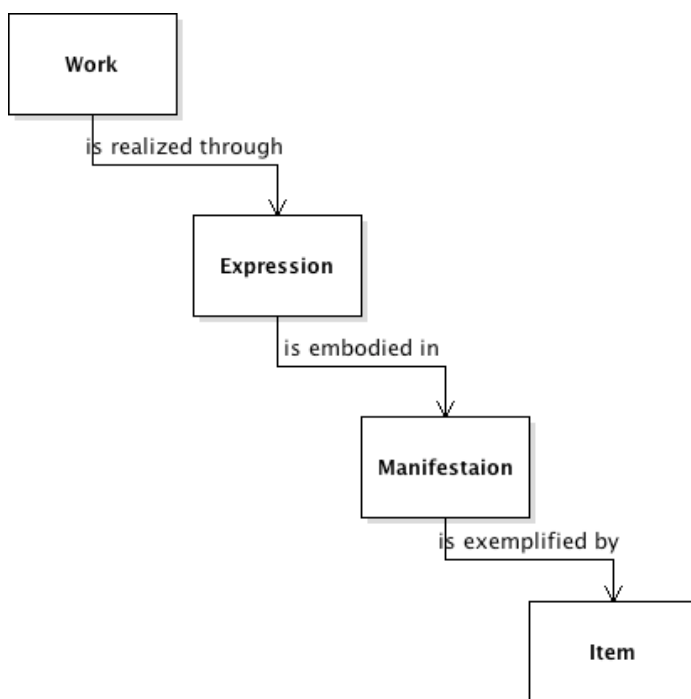 Work
is realized through
Expression
is embodied in
Manifestaion
is exemplified by
Item